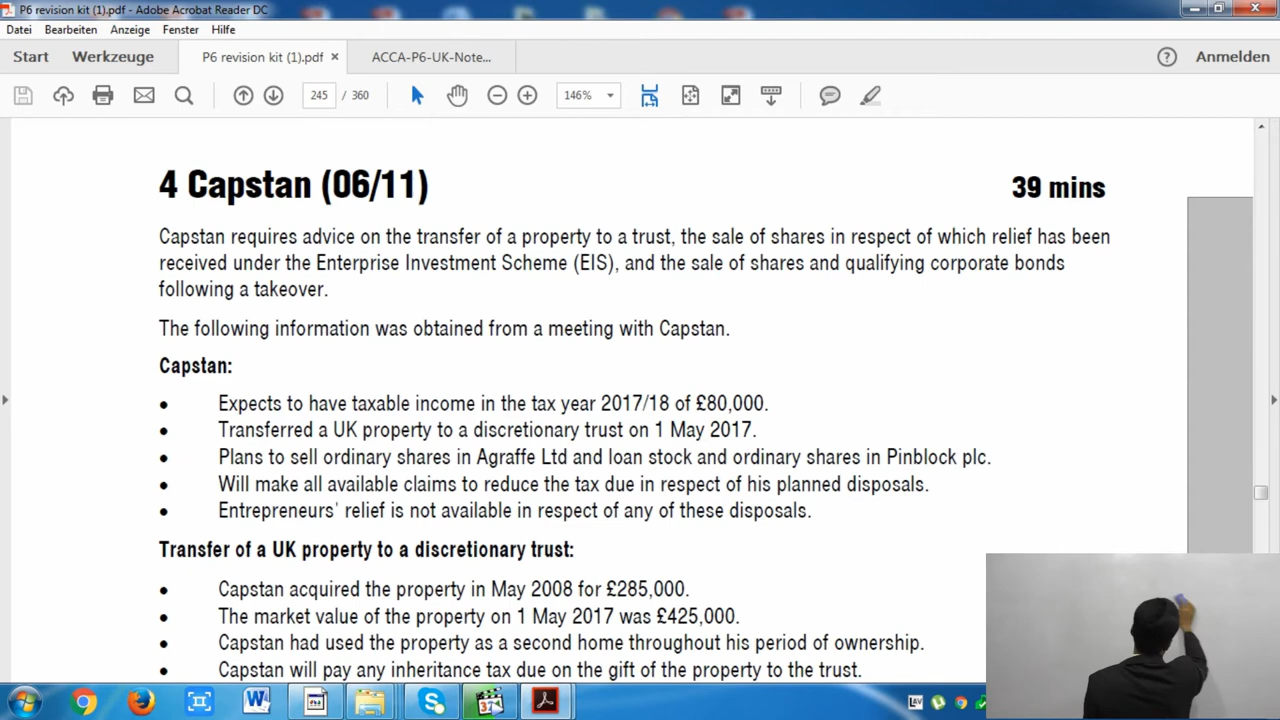 P6 revision kit (1).pdf - Adobe Acrobat Reader DC
Datei Bearbeiten Anzeige Fenster Hilfe
Start Werkzeuge P6 revision kit (1).pdf × ACCA-P6-UK-Note... ? Anmelden
245 / 360 146%
4 Capstan (06/11) 39 mins
Capstan requires advice on the transfer of a property to a trust, the sale of shares in respect of which relief has been
received under the Enterprise Investment Scheme (EIS), and the sale of shares and qualifying corporate bonds
following a takeover.
The following information was obtained from a meeting with Capstan.
Capstan:
• Expects to have taxable income in the tax year 2017/18 of £80,000.
• Transferred a UK property to a discretionary trust on 1 May 2017.
• Plans to sell ordinary shares in Agraffe Ltd and loan stock and ordinary shares in Pinblock plc.
• Will make all available claims to reduce the tax due in respect of his planned disposals.
• Entrepreneurs' relief is not available in respect of any of these disposals.
Transfer of a UK property to a discretionary trust:
• Capstan acquired the property in May 2008 for £285,000.
• The market value of the property on 1 May 2017 was £425,000.
• Capstan had used the property as a second home throughout his period of ownership.
• Capstan will pay any inheritance tax due on the gift of the property to the trust.
LAV